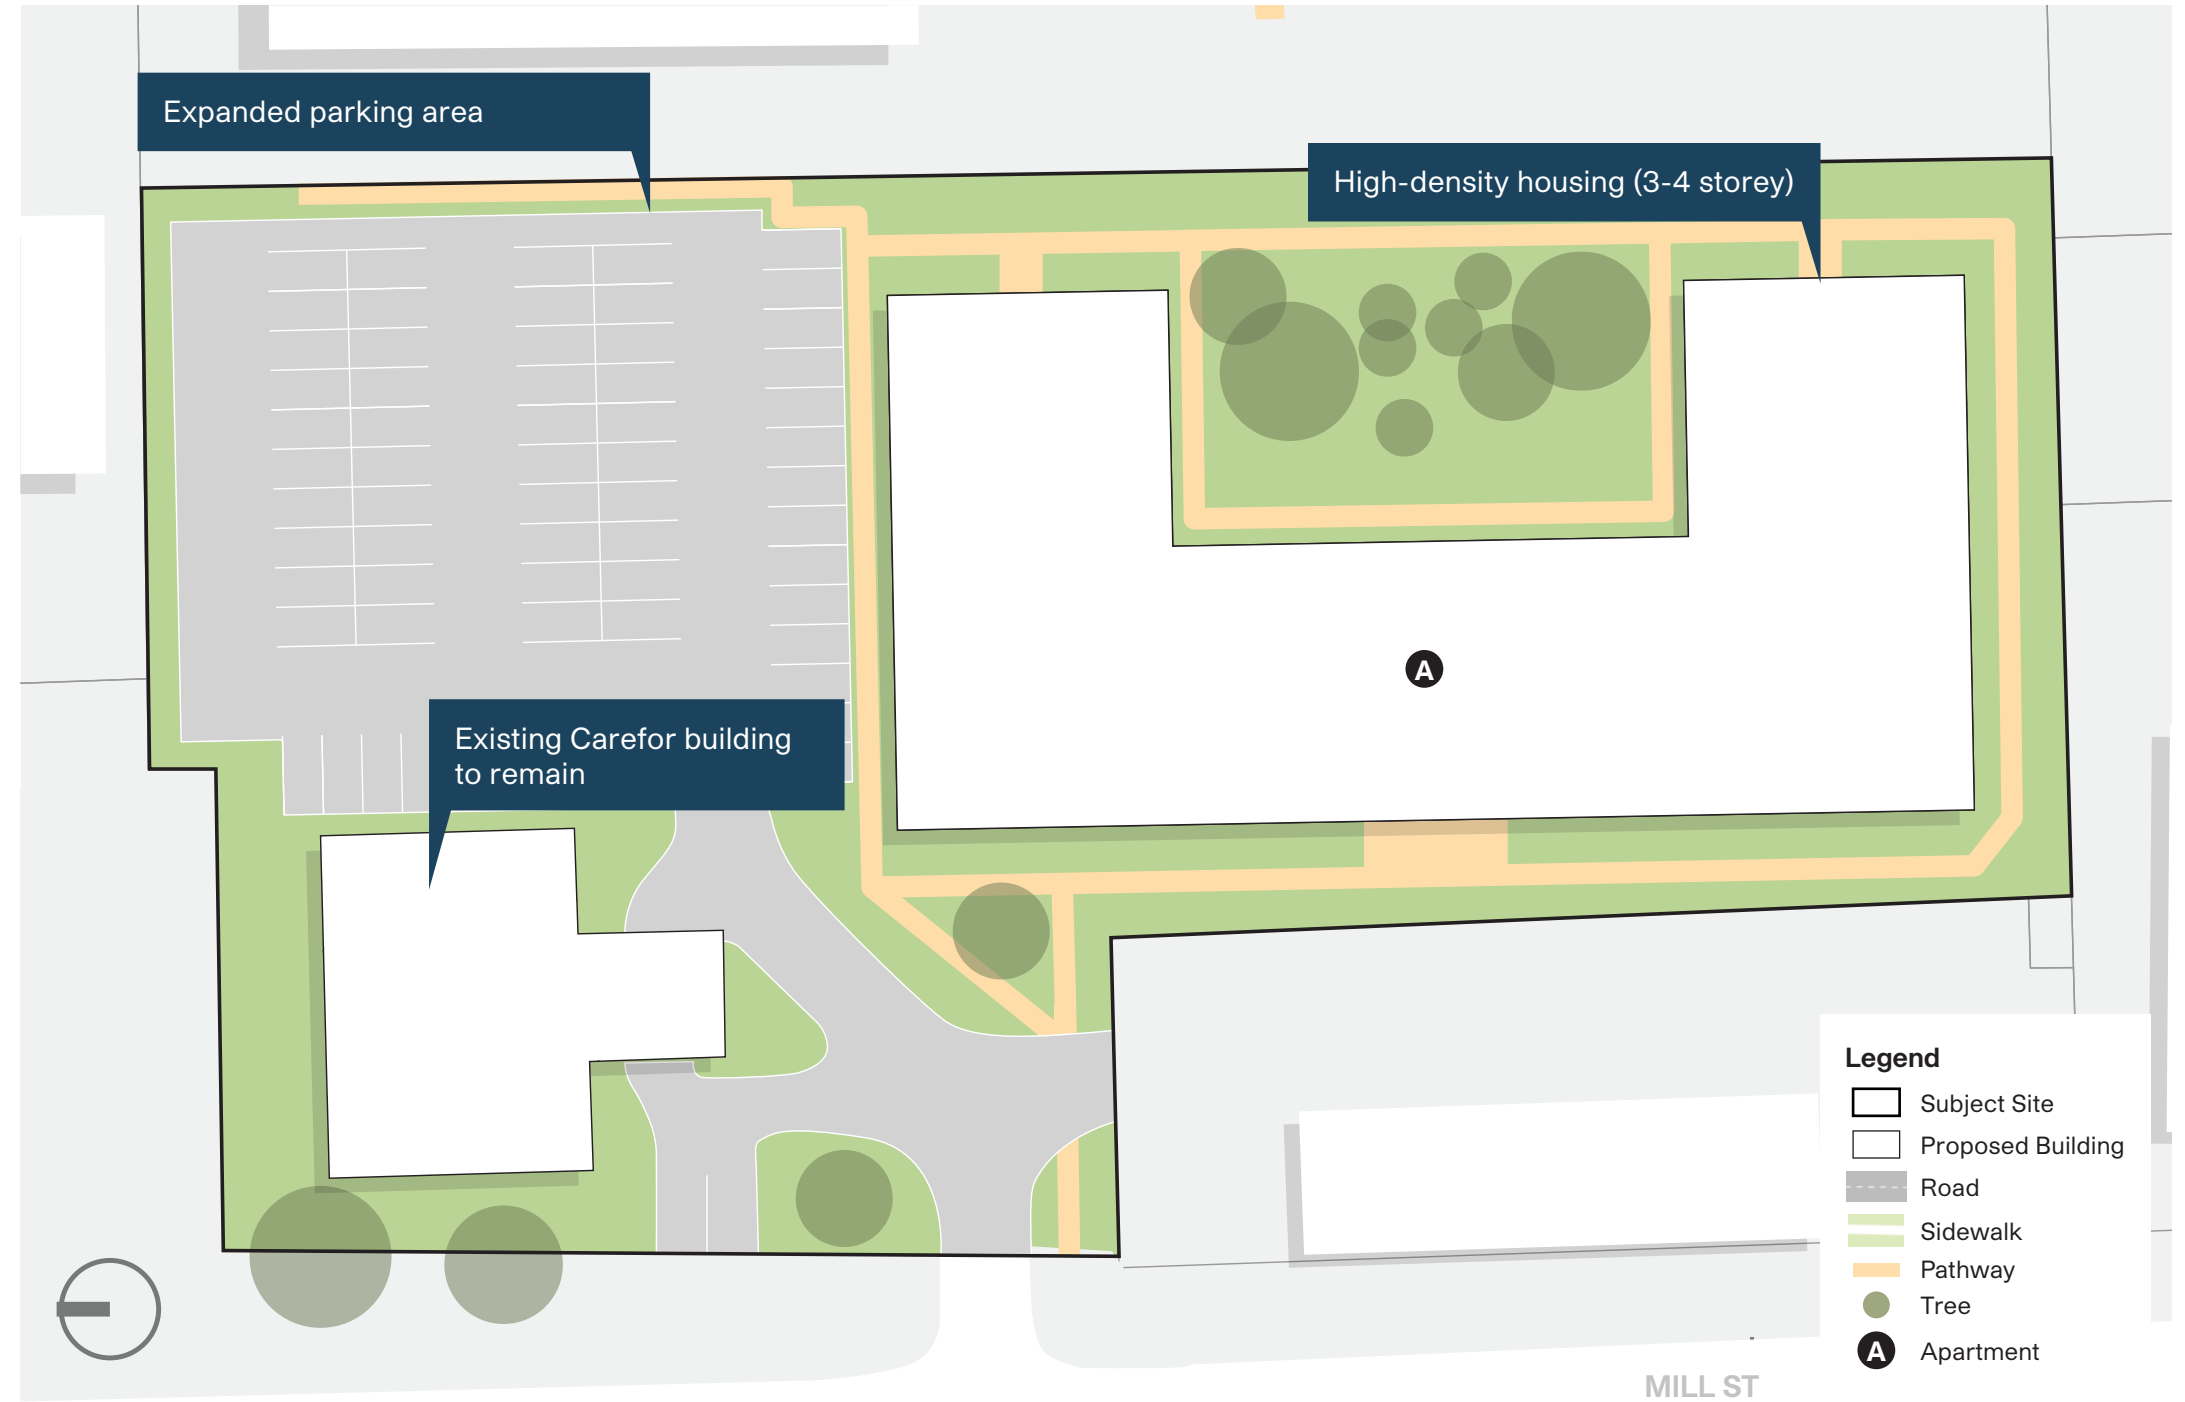 Expanded parking area
High-density housing (3-4 storey)
A
Existing Carefor building
to remain
Legend
Subject Site
Proposed Building
Road
Sidewalk
Pathway
Tree
A Apartment
MILL ST